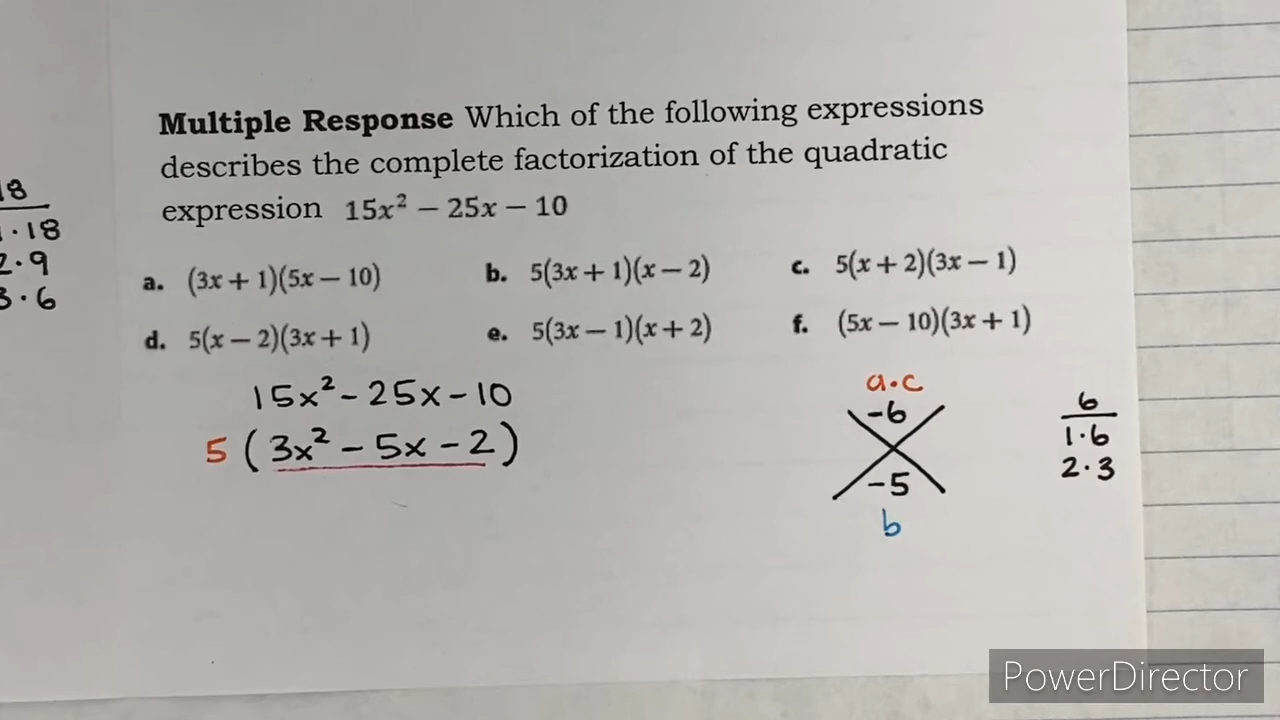 Multiple Response Which of the following expressions
describes the complete factorization of the quadratic
expression 15x² – 25x – 10
a. (3x + 1)(5x – 10) b. 5(3x + 1)(x – 2) c. 5(x + 2)(3x – 1)
d. 5(x – 2)(3x + 1) e. 5(3x – 1)(x + 2) f. (5x – 10)(3x + 1)
18
1·18
2·9
3·6
15x² - 25x - 10
5 ( 3x² - 5x - 2 )
a·c
-6
-5
b
6
1·6
2·3
PowerDirector